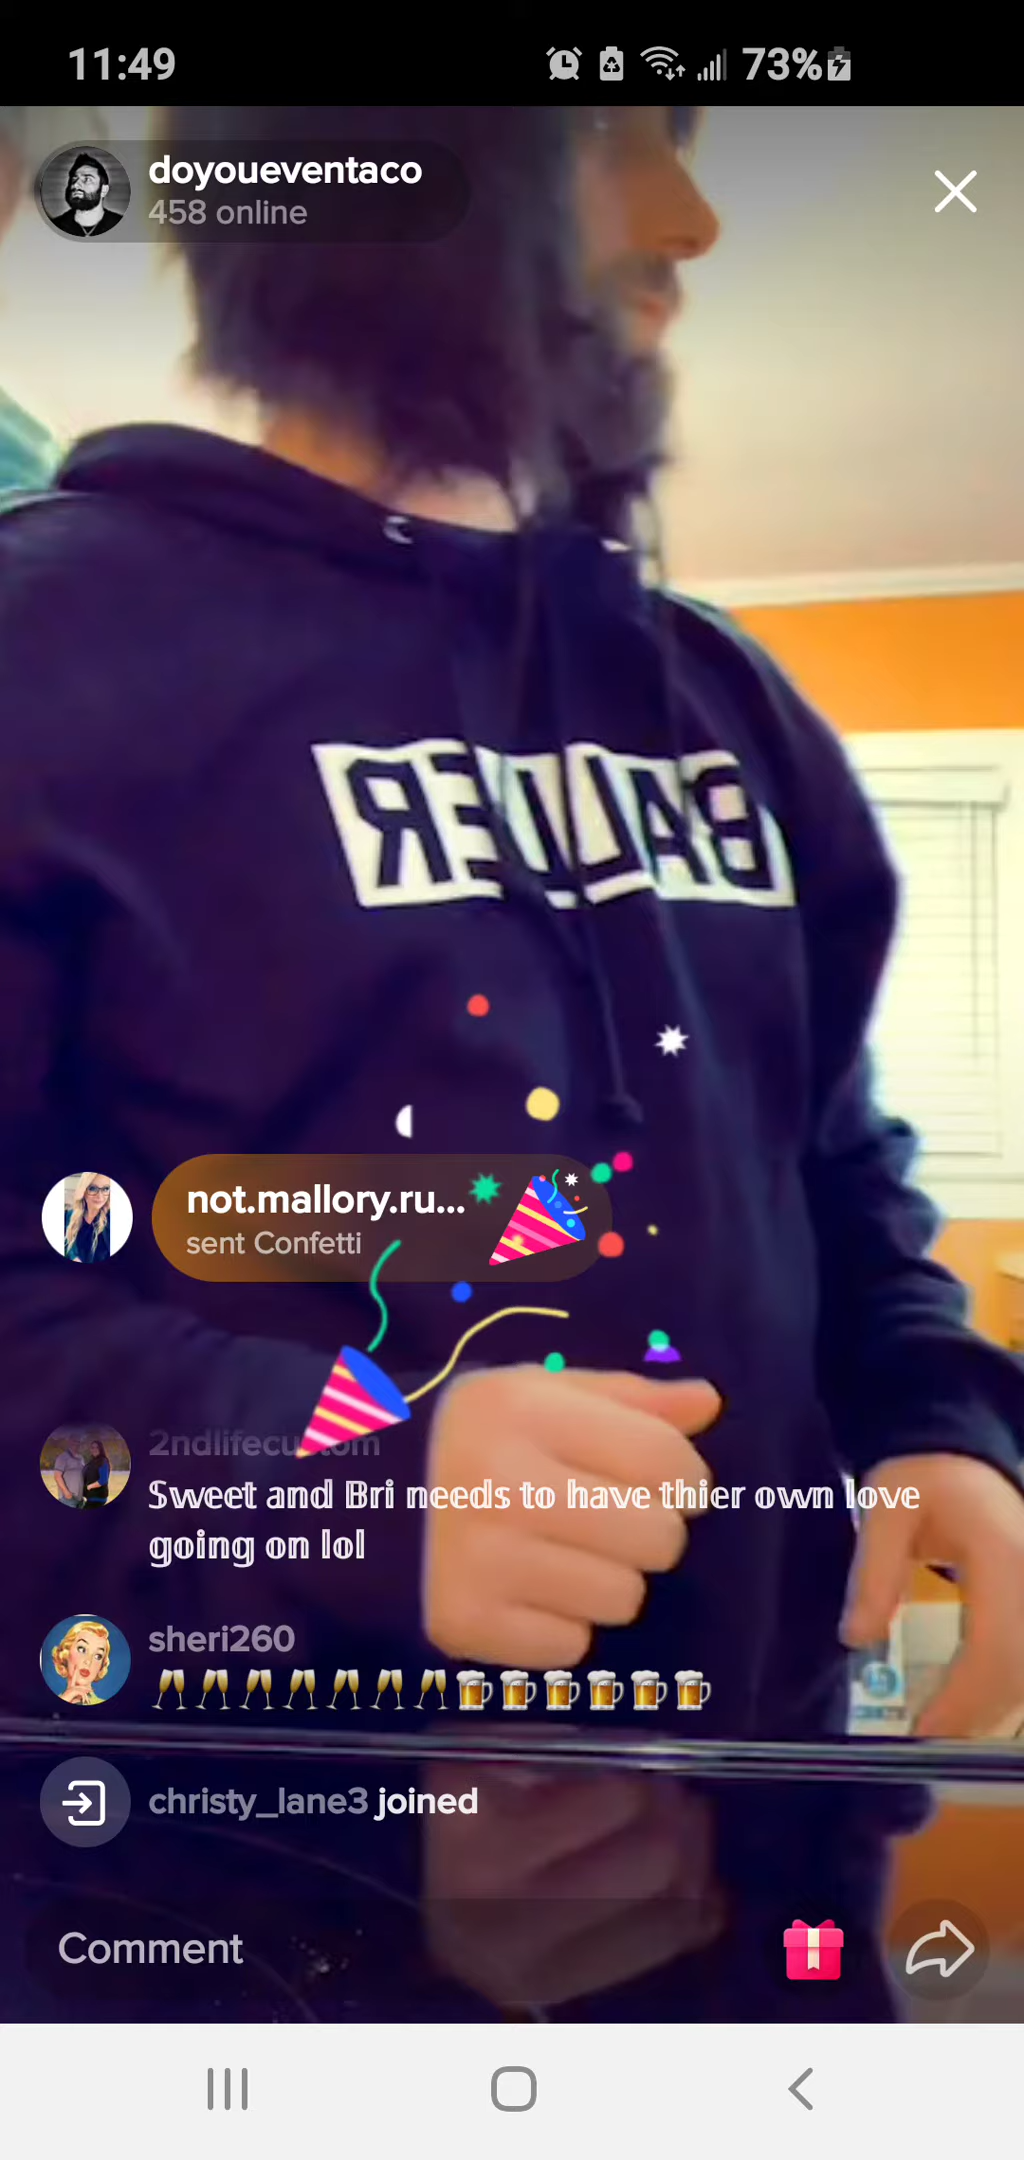 11:49
73%
doyoueventaco
458 online
BALLER
not.mallory.ru...
sent Confetti
2ndlifecustom
Sweet and Bri needs to have thier own love
going on lol
sheri260
🥂🥂🥂🥂🥂🥂🥂🍺🍺🍺🍺🍺🍺
christy_lane3 joined
Comment